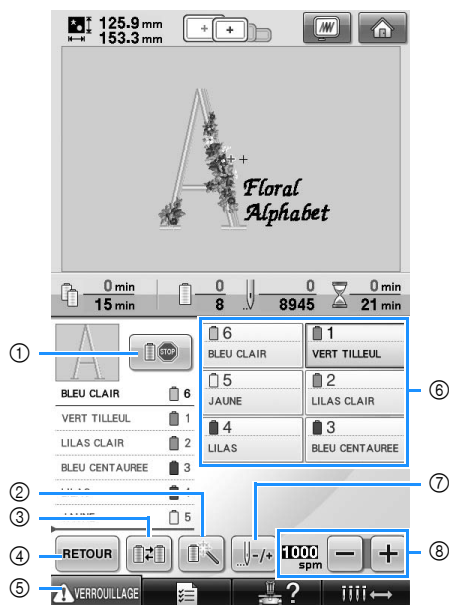 125.9 mm
153.3 mm
Floral
Alphabet
0 min
15 min
0
8
0
8945
0 min
21 min
① STOP
BLEU CLAIR 6
VERT TILLEUL 1
LILAS CLAIR 2
BLEU CENTAUREE 3
5
6
BLEU CLAIR
1
VERT TILLEUL
5
JAUNE
2
LILAS CLAIR
4
LILAS
3
BLEU CENTAUREE
⑥
②
③
⑦
④ RETOUR
-/+
1000
spm
− +
⑧
⑤ VERROUILLAGE
?